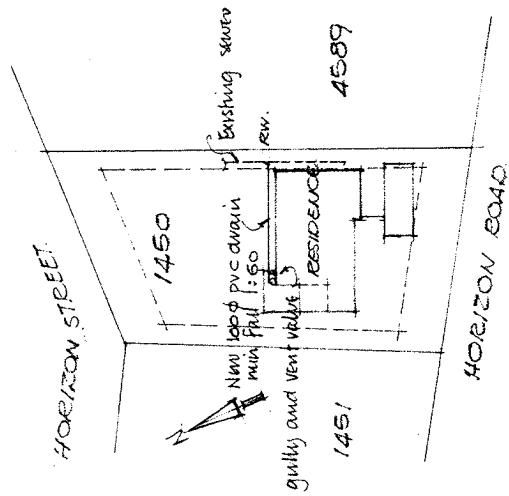 HORIZON STREET
Existing sewer
RW.
1450
4589
New 100ø pvc drain
min fall 1:60
RESIDENCE
gully and vent valve
N
1451
HORIZON ROAD